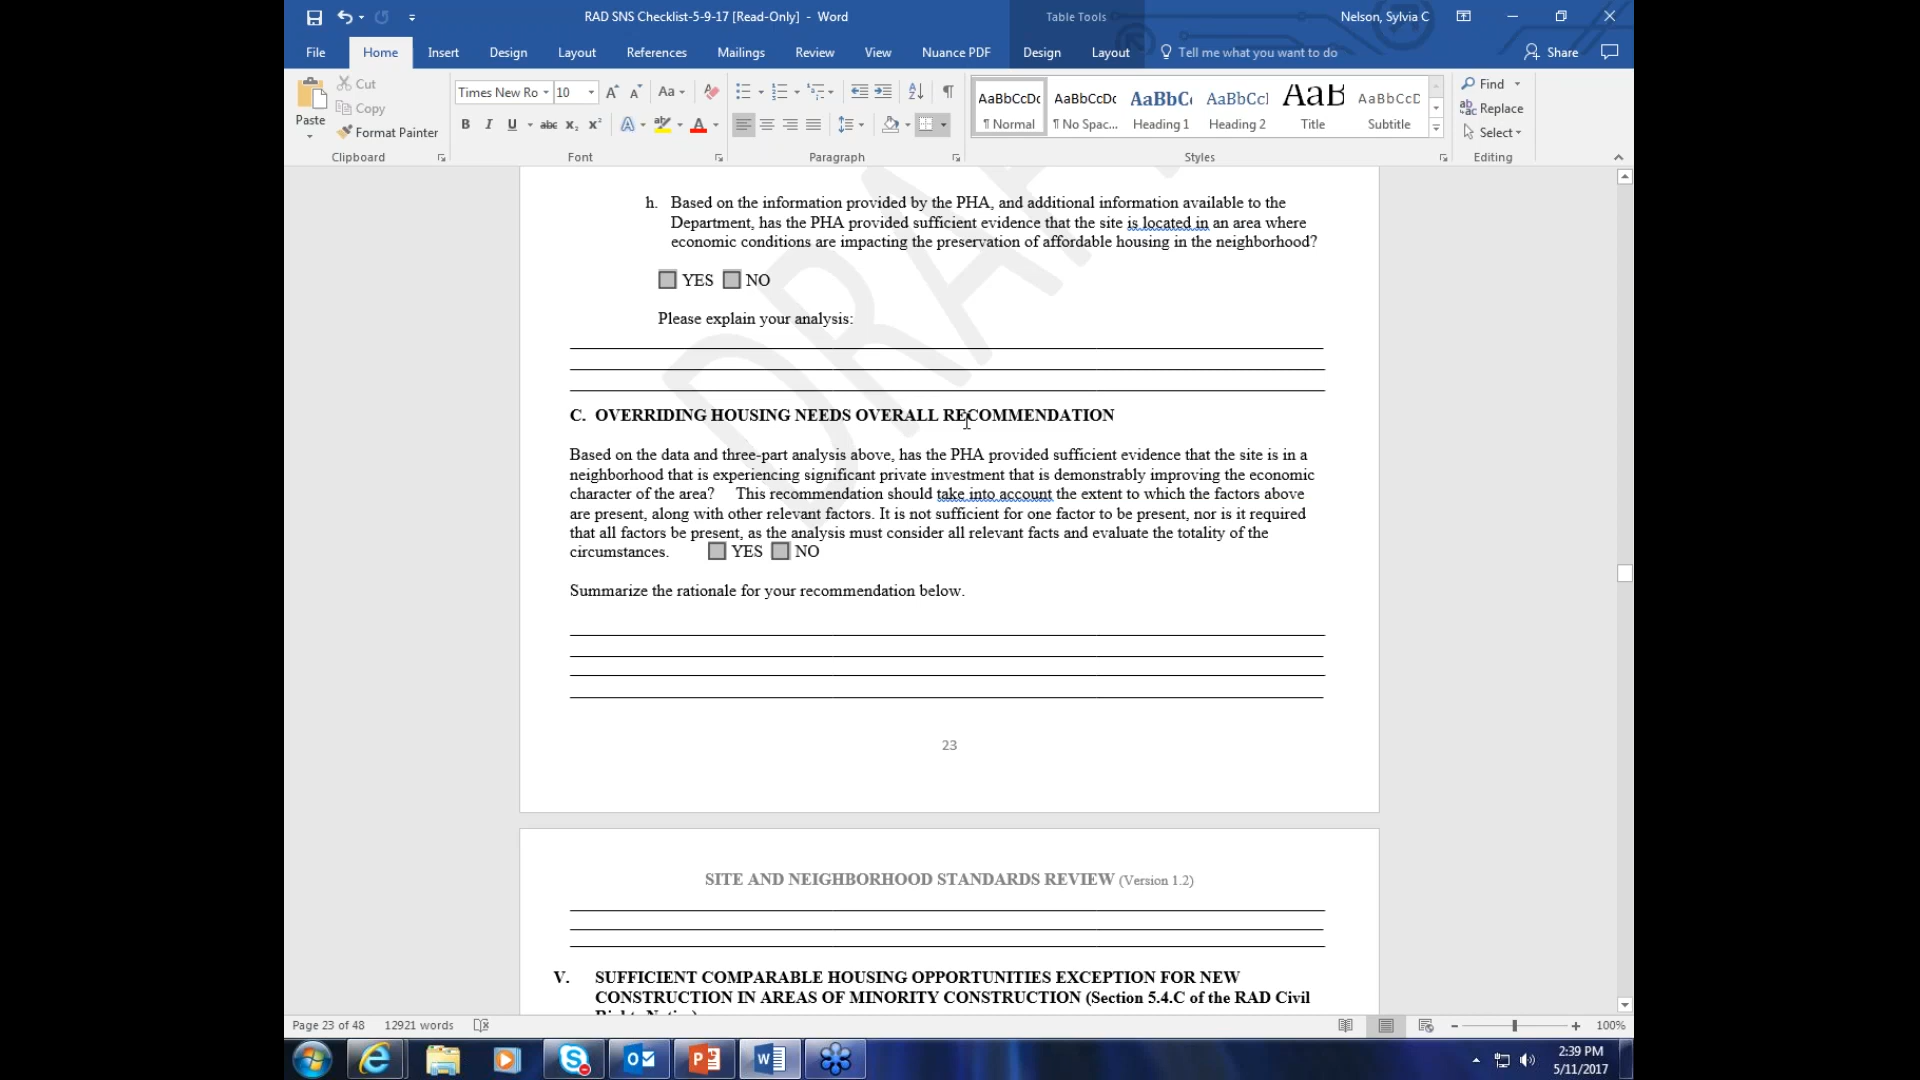 RAD SNS Checklist-5-9-17 [Read-Only] - Word
Table Tools
Nelson, Sylvia C
File Home Insert Design Layout References Mailings Review View Nuance PDF Design Layout Tell me what you want to do Share
Paste
Cut
Copy
Format Painter
Clipboard
Times New Ro 10
Font
Paragraph
AaBbCcDc AaBbCcDc AaBbC( AaBbCcl AaB AaBbCcD
¶ Normal ¶ No Spac... Heading 1 Heading 2 Title Subtitle
Styles
Find
Replace
Select
Editing
DRAF
h. Based on the information provided by the PHA, and additional information available to the
Department, has the PHA provided sufficient evidence that the site is located in an area where
economic conditions are impacting the preservation of affordable housing in the neighborhood?
YES NO
Please explain your analysis:
C. OVERRIDING HOUSING NEEDS OVERALL RECOMMENDATION
Based on the data and three-part analysis above, has the PHA provided sufficient evidence that the site is in a
neighborhood that is experiencing significant private investment that is demonstrably improving the economic
character of the area? This recommendation should take into account the extent to which the factors above
are present, along with other relevant factors. It is not sufficient for one factor to be present, nor is it required
that all factors be present, as the analysis must consider all relevant facts and evaluate the totality of the
circumstances. YES NO
Summarize the rationale for your recommendation below.
23
SITE AND NEIGHBORHOOD STANDARDS REVIEW (Version 1.2)
V. SUFFICIENT COMPARABLE HOUSING OPPORTUNITIES EXCEPTION FOR NEW
CONSTRUCTION IN AREAS OF MINORITY CONSTRUCTION (Section 5.4.C of the RAD Civil
Rights Notice)
Page 23 of 48 12921 words 100%
2:39 PM
5/11/2017